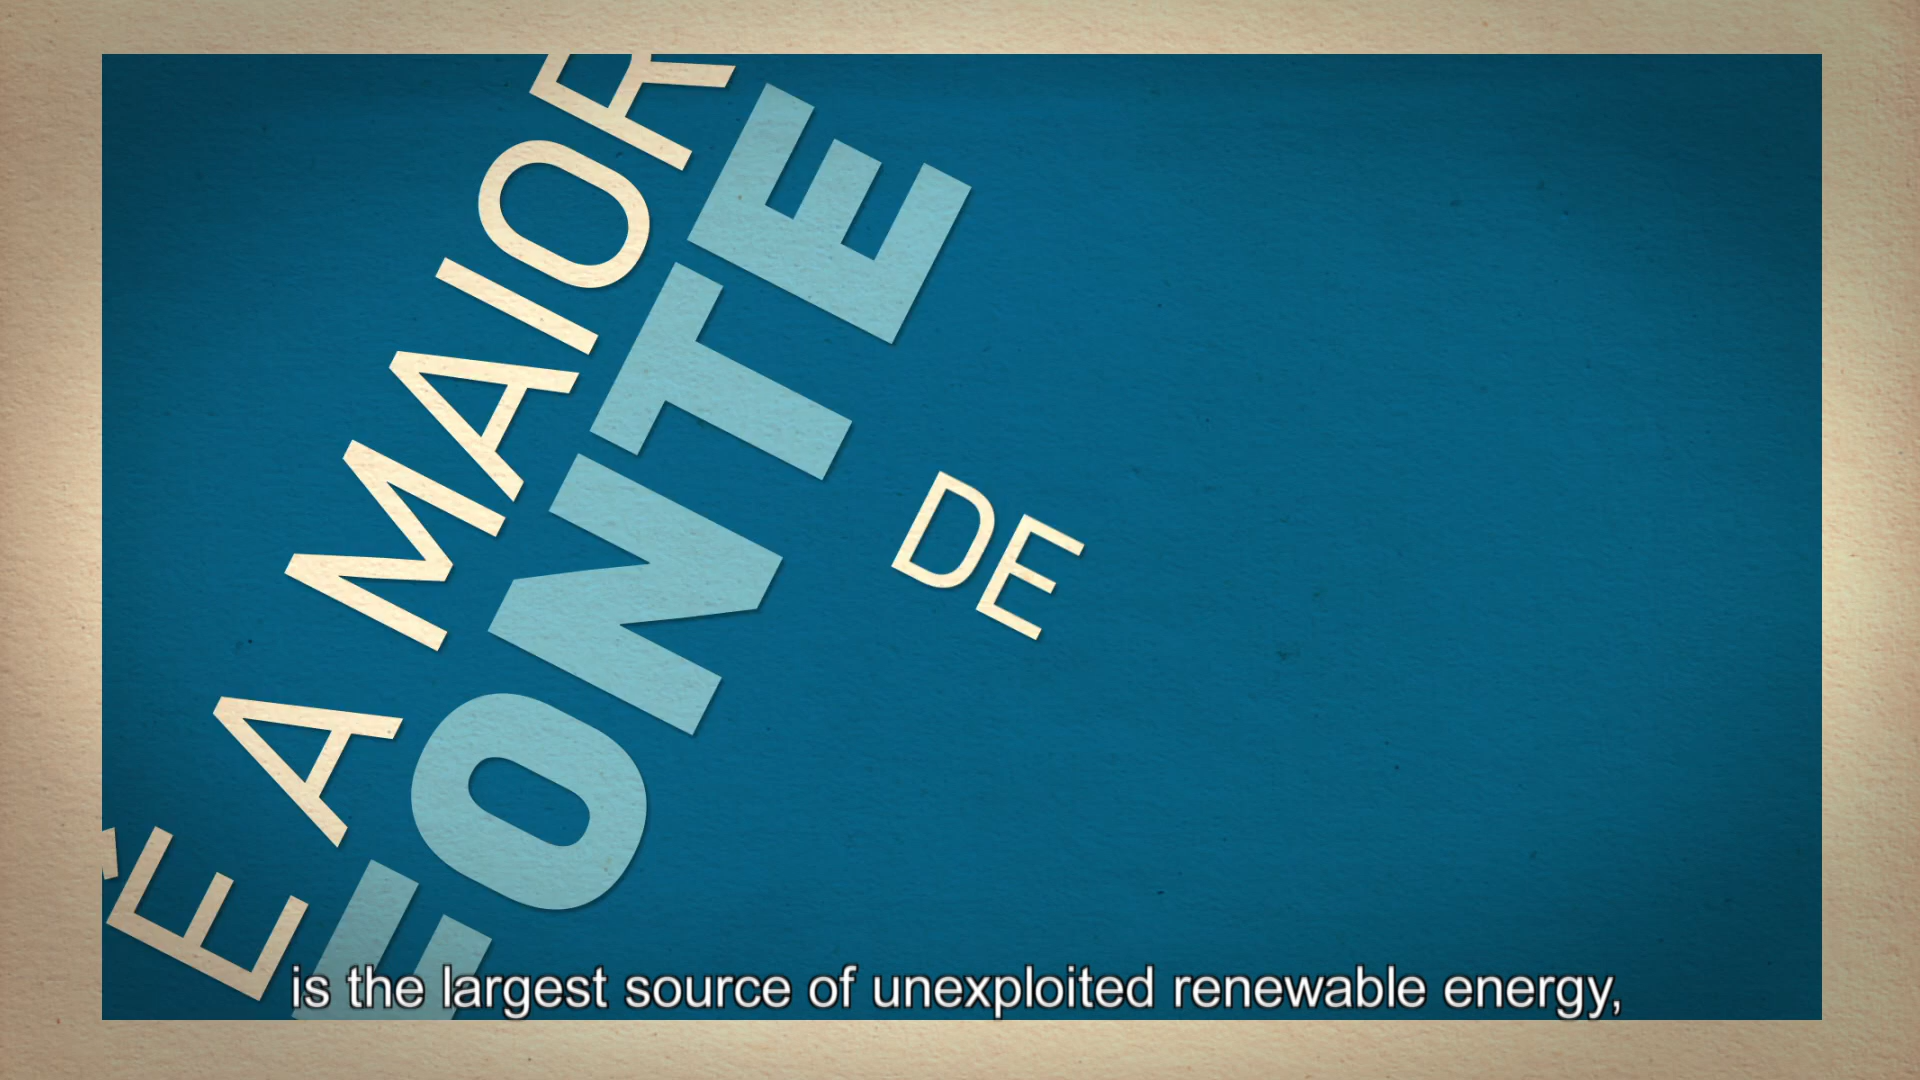 É A MAIOR
FONTE
DE
is the largest source of unexploited renewable energy,